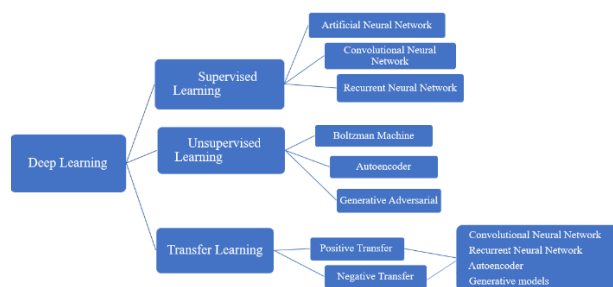 Artificial Neural Network
Convolutional Neural
Network
Supervised
Learning
Recurrent Neural Network
Boltzman Machine
Unsupervised
Learning
Deep Learning
Autoencoder
Generative Adversarial
Transfer Learning
Positive Transfer
Negative Transfer
Convolutional Neural Network
Recurrent Neural Network
Autoencoder
Generative models